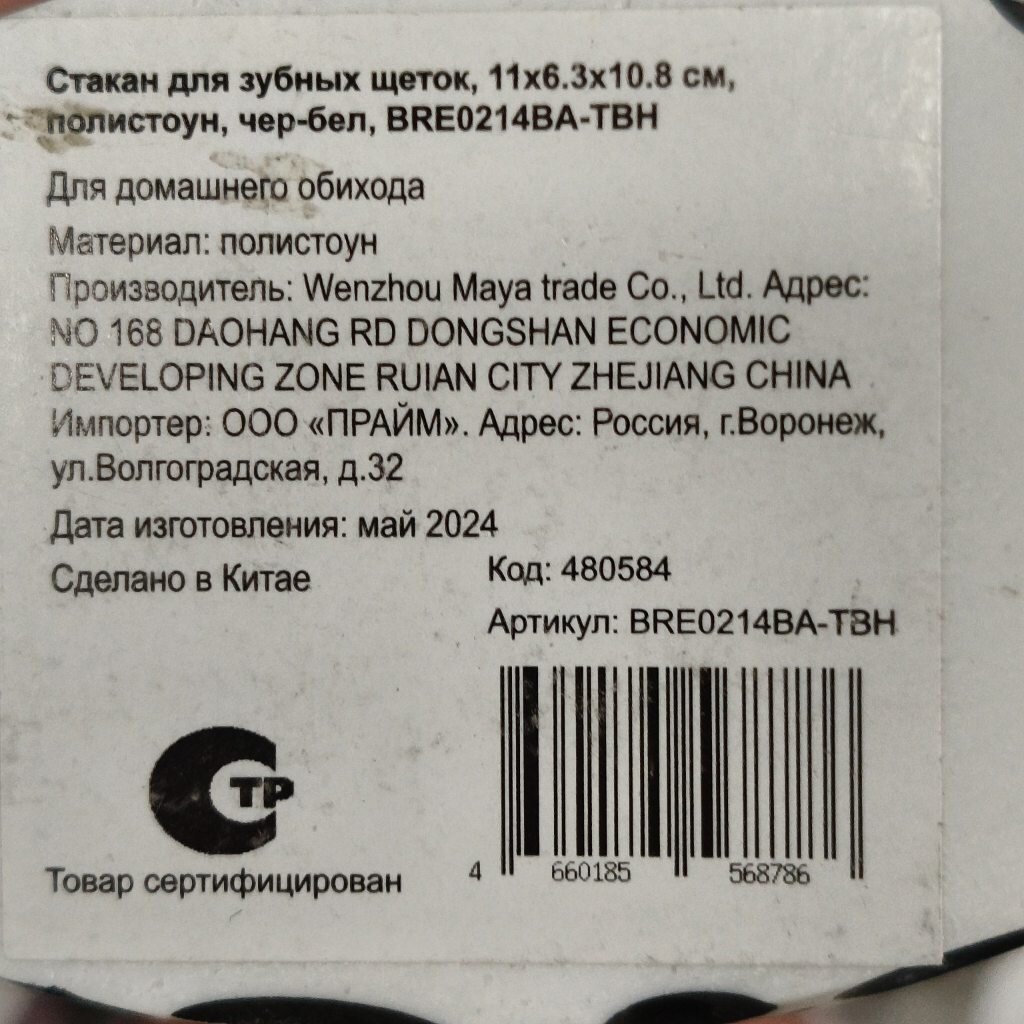 Стакан для зубных щеток, 11х6.3х10.8 см,
полистоун, чер-бел, BRE0214BA-TBH
Для домашнего обихода
Материал: полистоун
Производитель: Wenzhou Maya trade Co., Ltd. Адрес:
NO 168 DAOHANG RD DONGSHAN ECONOMIC
DEVELOPING ZONE RUIAN CITY ZHEJIANG CHINA
Импортер: ООО «ПРАЙМ». Адрес: Россия, г.Воронеж,
ул.Волгоградская, д.32
Дата изготовления: май 2024
Сделано в Китае
Код: 480584
Артикул: BRE0214BA-TBH
СТР
Товар сертифицирован
4 660185 568786